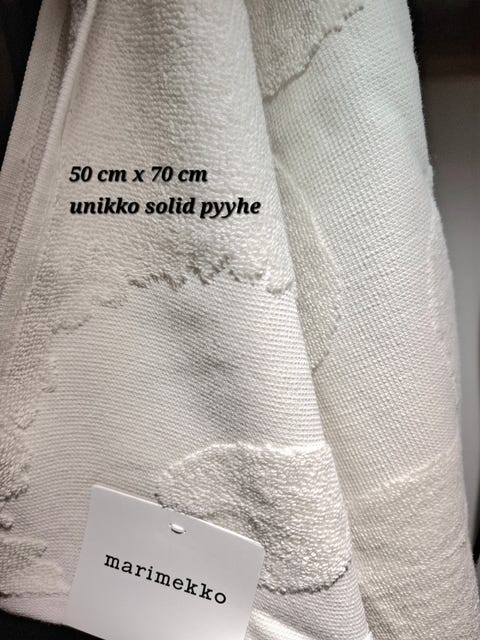 50 cm x 70 cm
unikko solid pyyhe
marimekko